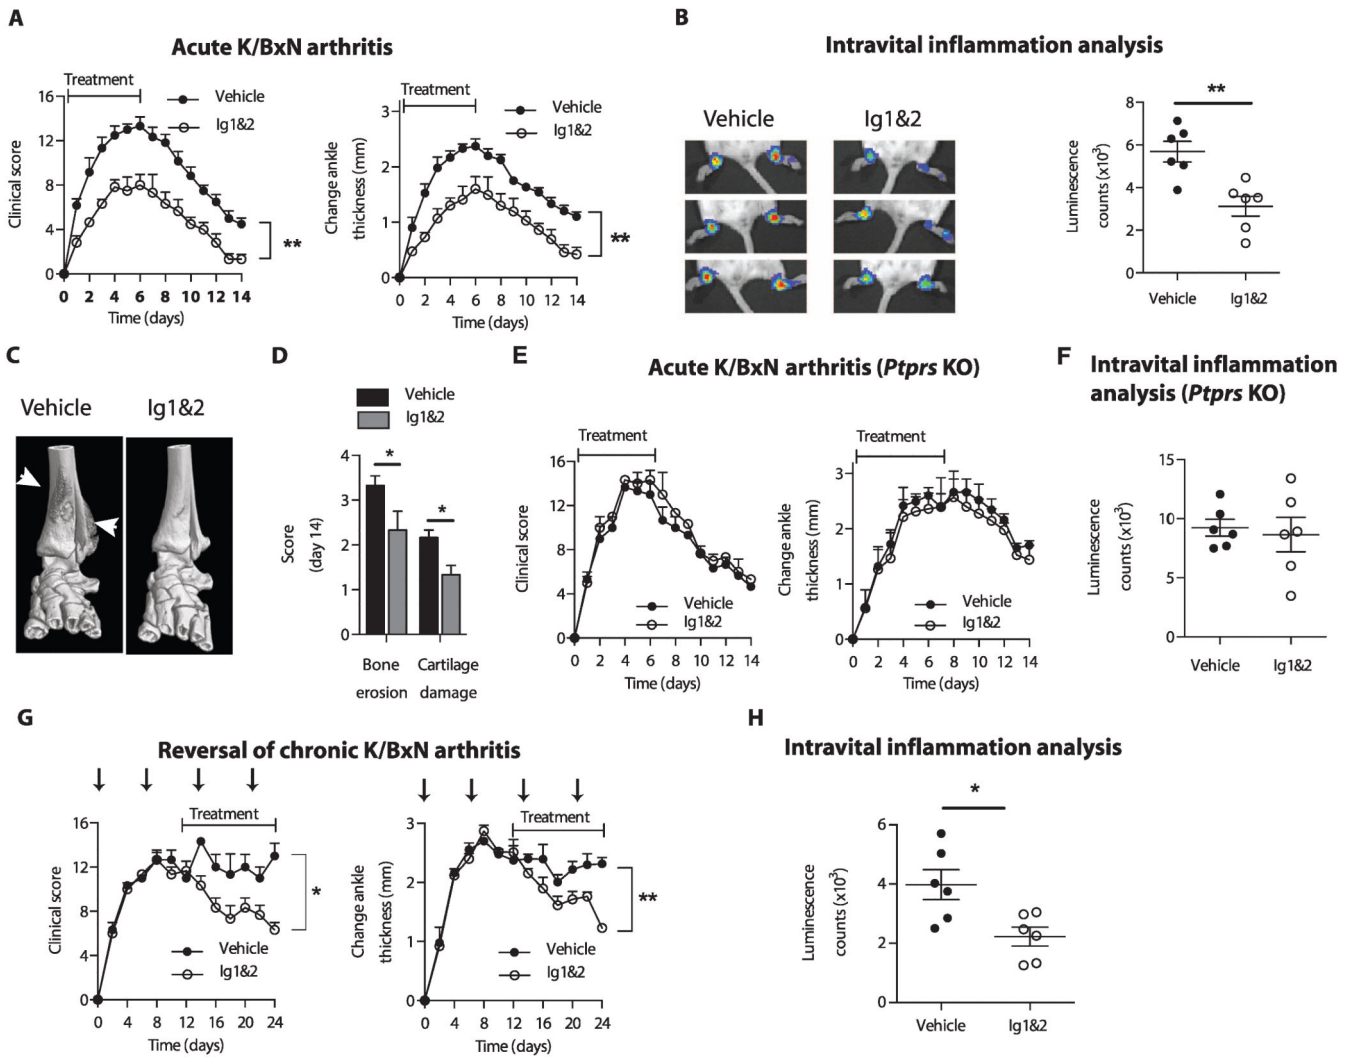 A
Acute K/BxN arthritis
Treatment
Vehicle
Ig1&2
Clinical score
16
12
8
4
0
0 2 4 6 8 10 12 14
Time (days)
**
Treatment
Vehicle
Ig1&2
Change ankle
thickness (mm)
3
2
1
0
0 2 4 6 8 10 12 14
Time (days)
**
B
Intravital inflammation analysis
Vehicle Ig1&2
Luminescence
counts (x10³)
8
6
4
2
0
**
Vehicle Ig1&2
C
Vehicle Ig1&2
D
Vehicle
Ig1&2
Score
(day 14)
4
3
2
1
0
*
*
Bone
erosion
Cartilage
damage
E
Acute K/BxN arthritis (Ptprs KO)
Treatment
Clinical score
16
12
8
4
0
Vehicle
Ig1&2
0 2 4 6 8 10 12 14
Time (days)
Treatment
Change ankle
thickness (mm)
3
2
1
0
Vehicle
Ig1&2
0 2 4 6 8 10 12 14
Time (days)
F
Intravital inflammation
analysis (Ptprs KO)
Luminescence
counts (x10³)
15
10
5
0
Vehicle Ig1&2
G
Reversal of chronic K/BxN arthritis
Treatment
Clinical score
16
12
8
4
0
*
Vehicle
Ig1&2
0 4 8 12 16 20 24
Time (days)
Treatment
Change ankle
thickness (mm)
3
2
1
0
**
Vehicle
Ig1&2
0 4 8 12 16 20 24
Time (days)
H
Intravital inflammation analysis
*
Luminescence
counts (x10³)
6
4
2
0
Vehicle Ig1&2